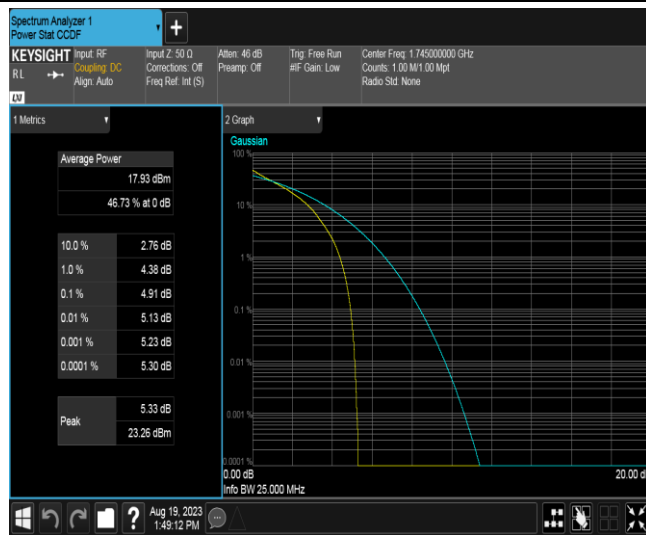 Spectrum Analyzer 1
Power Stat CCDF
+
KEYSIGHT
RL
LXI
Input: RF
Coupling: DC
Align: Auto
Input Z: 50 Ω
Corrections: Off
Freq Ref: Int (S)
Atten: 46 dB
Preamp: Off
Trig: Free Run
#IF Gain: Low
Center Freq: 1.745000000 GHz
Counts: 1.00 M/1.00 Mpt
Radio Std: None
1 Metrics
Average Power
17.93 dBm
46.73 % at 0 dB
10.0 % 2.76 dB
1.0 % 4.38 dB
0.1 % 4.91 dB
0.01 % 5.13 dB
0.001 % 5.23 dB
0.0001 % 5.30 dB
Peak
5.33 dB
23.26 dBm
2 Graph
Gaussian
100 %
10 %
1 %
0.1 %
0.01 %
0.001 %
0.0001 %
0.00 dB 20.00 d
Info BW 25.000 MHz
?
Aug 19, 2023
1:49:12 PM